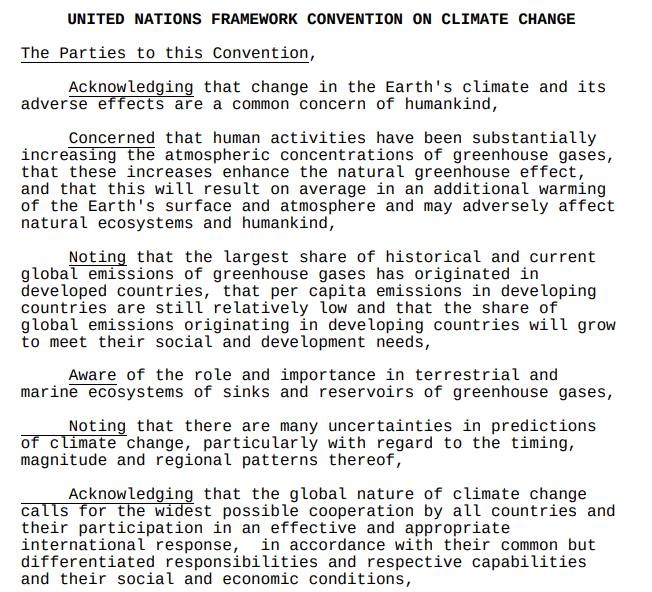 UNITED NATIONS FRAMEWORK CONVENTION ON CLIMATE CHANGE
The Parties to this Convention,
Acknowledging that change in the Earth's climate and its
adverse effects are a common concern of humankind,
Concerned that human activities have been substantially
increasing the atmospheric concentrations of greenhouse gases,
that these increases enhance the natural greenhouse effect,
and that this will result on average in an additional warming
of the Earth's surface and atmosphere and may adversely affect
natural ecosystems and humankind,
Noting that the largest share of historical and current
global emissions of greenhouse gases has originated in
developed countries, that per capita emissions in developing
countries are still relatively low and that the share of
global emissions originating in developing countries will grow
to meet their social and development needs,
Aware of the role and importance in terrestrial and
marine ecosystems of sinks and reservoirs of greenhouse gases,
Noting that there are many uncertainties in predictions
of climate change, particularly with regard to the timing,
magnitude and regional patterns thereof,
Acknowledging that the global nature of climate change
calls for the widest possible cooperation by all countries and
their participation in an effective and appropriate
international response,  in accordance with their common but
differentiated responsibilities and respective capabilities
and their social and economic conditions,